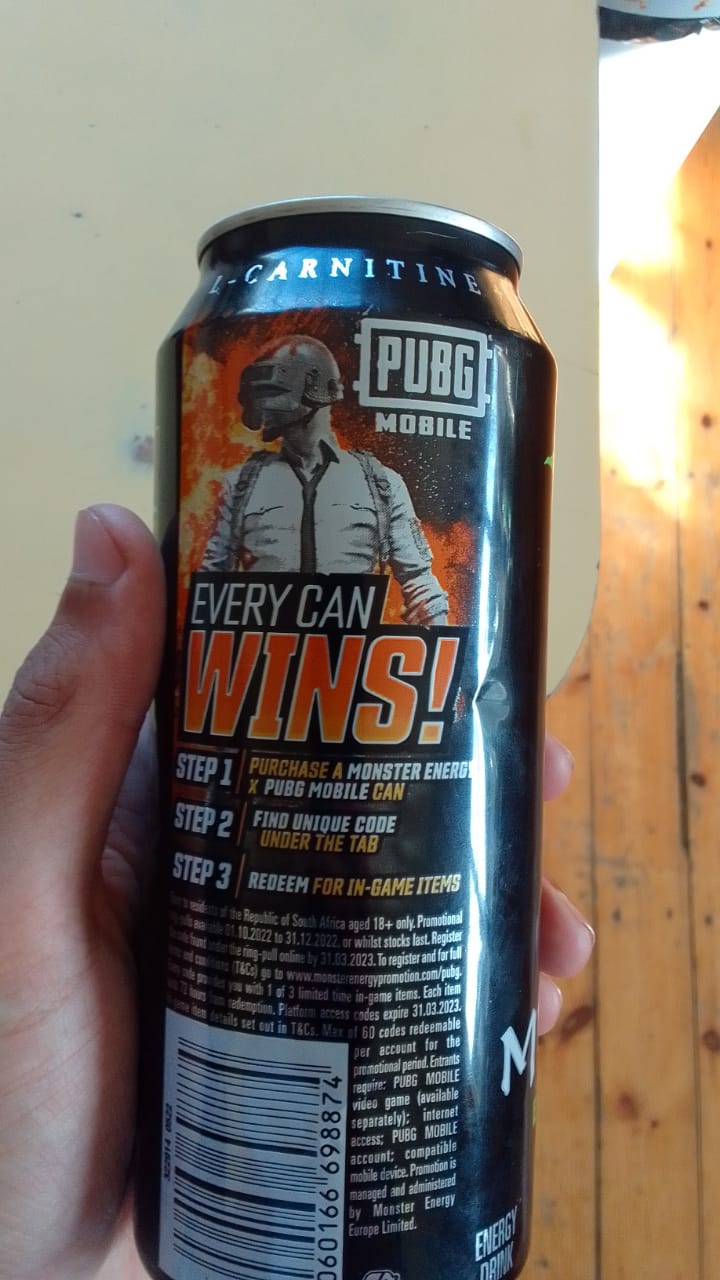 L-CARNITINE
PUBG
MOBILE
EVERY CAN
WINS!
STEP 1 PURCHASE A MONSTER ENERGY
X PUBG MOBILE CAN
STEP 2 FIND UNIQUE CODE
UNDER THE TAB
STEP 3 REDEEM FOR IN-GAME ITEMS
to residents of the Republic of South Africa aged 18+ only. Promotional
available 01.10.2022 to 31.12.2022, or whilst stocks last. Register
found under the ring-pull online by 31.03.2023. To register and for full
and conditions (T&Cs) go to www.monsterenergypromotion.com/pubg.
code provides you with 1 of 3 limited time in-game items. Each item
72 hours from redemption. Platform access codes expire 31.03.2023.
item details set out in T&Cs. Max of 60 codes redeemable
per account for the
promotional period. Entrants
require: PUBG MOBILE
video game (available
separately); internet
access; PUBG MOBILE
account; compatible
mobile device. Promotion is
managed and administered
by Monster Energy
Europe Limited.
060166 698874
M
ENERGY
DRINK